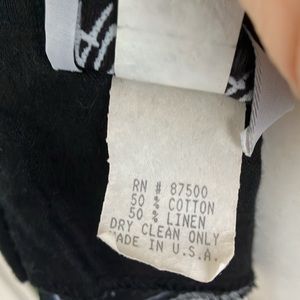 RN # 87500
50 % COTTON
50 % LINEN
DRY CLEAN ONLY
MADE IN U.S.A.